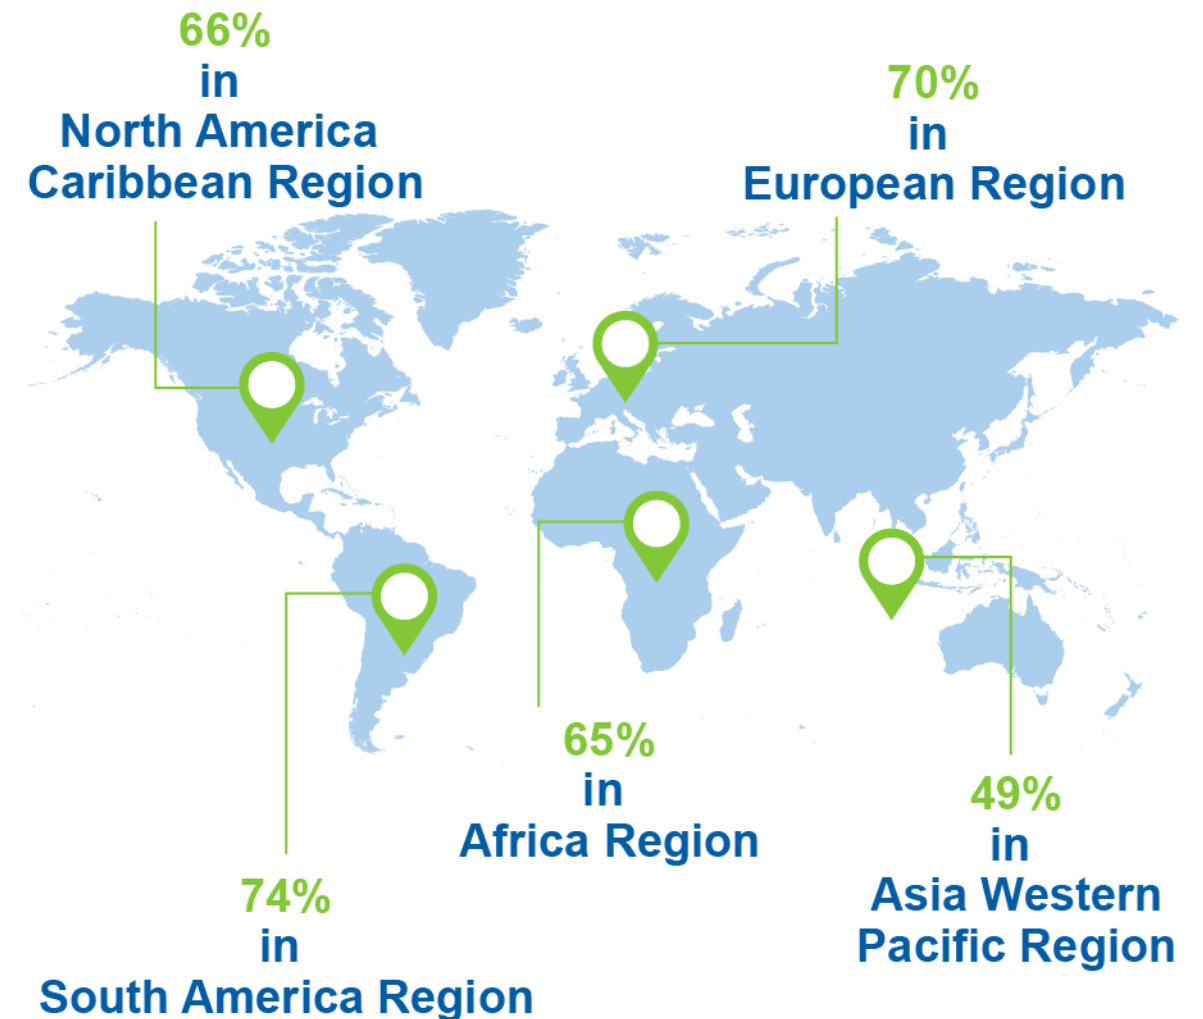 66%
in
North America
Caribbean Region
70%
in
European Region
65%
in
Africa Region
49%
in
Asia Western
Pacific Region
74%
in
South America Region